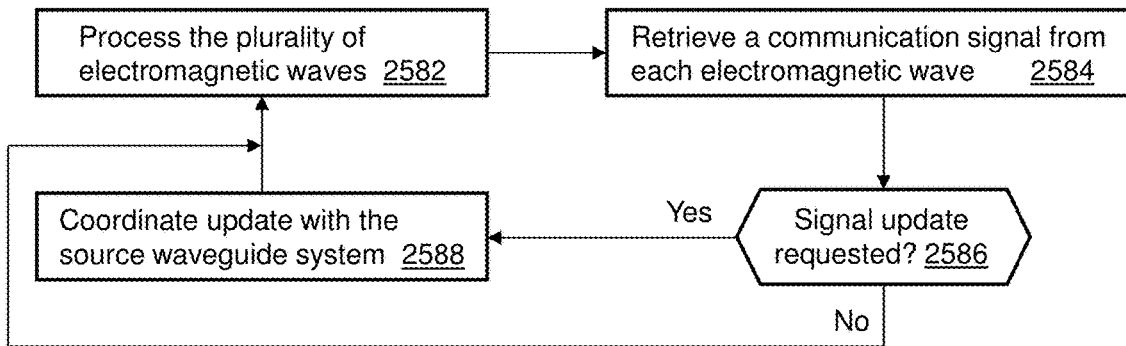 Process the plurality of
electromagnetic waves 2582
Retrieve a communication signal from
each electromagnetic wave 2584
Coordinate update with the
source waveguide system 2588
Yes
Signal update
requested? 2586
No